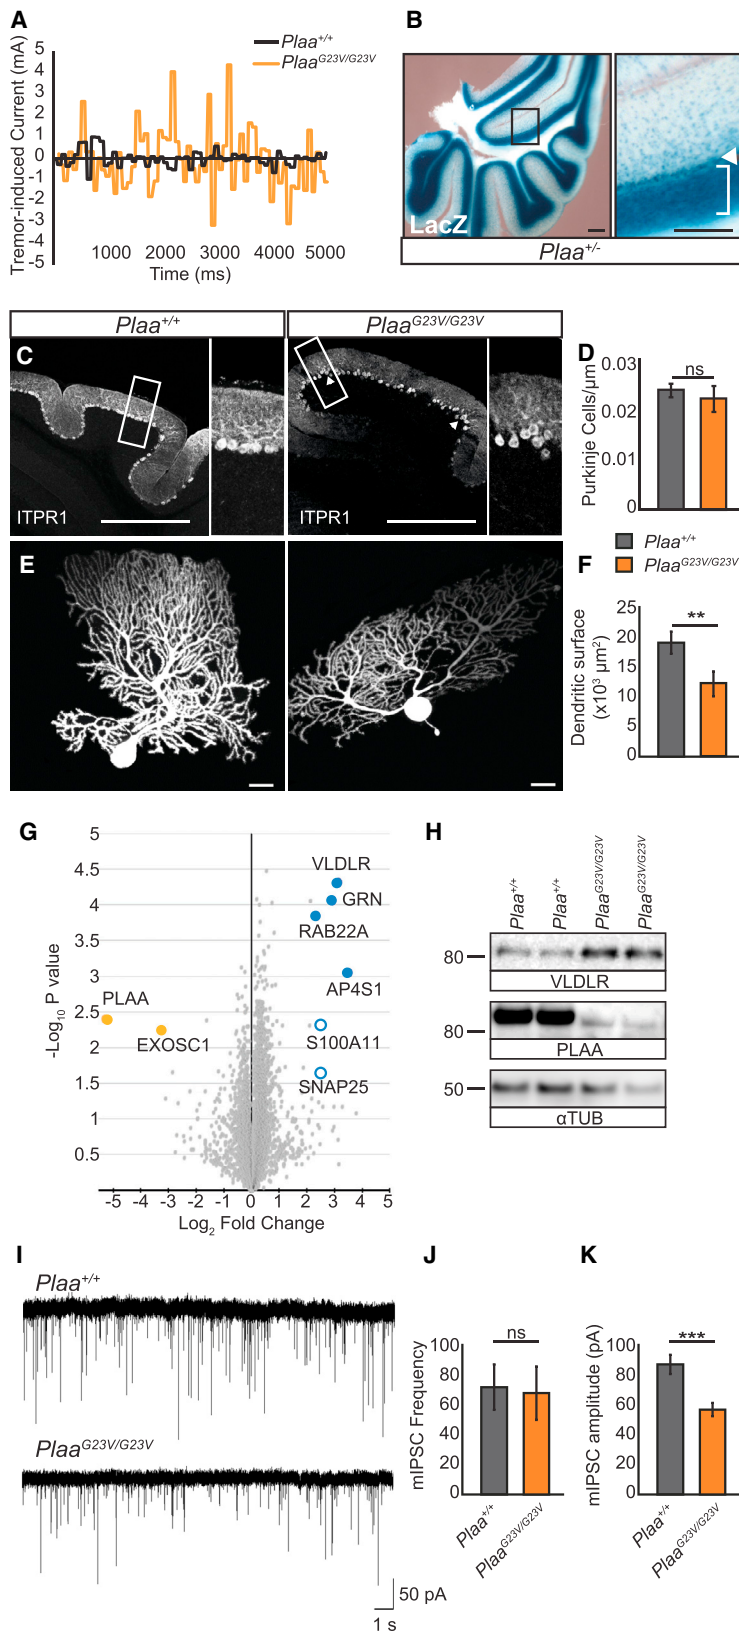 A
Tremor-induced Current (mA)
5
4
3
2
1
0
-1
-2
-3
-4
-5
Plaa+/+
PlaaG23V/G23V
1000 2000 3000 4000 5000
Time (ms)
B
LacZ
Plaa+/-
Plaa+/+
PlaaG23V/G23V
C
ITPR1
ITPR1
D
Purkinje Cells/µm
0.03
0.02
0.01
0
ns
Plaa+/+
PlaaG23V/G23V
E
F
Dendritic surface
(x10³ µm²)
25
20
15
10
5
0
**
G
-Log10 P value
5
4.5
4
3.5
3
2.5
2
1.5
1
0.5
VLDLR
GRN
RAB22A
AP4S1
PLAA
EXOSC1
S100A11
SNAP25
-5 -4 -3 -2 -1 0 1 2 3 4 5
Log2 Fold Change
H
Plaa+/+
Plaa+/+
PlaaG23V/G23V
PlaaG23V/G23V
80
VLDLR
80
PLAA
50
αTUB
I
Plaa+/+
PlaaG23V/G23V
50 pA
1 s
J
mIPSC Frequency
100
80
60
40
20
0
ns
Plaa+/+
PlaaG23V/G23V
K
mIPSC amplitude (pA)
100
80
60
40
20
0
***
Plaa+/+
PlaaG23V/G23V